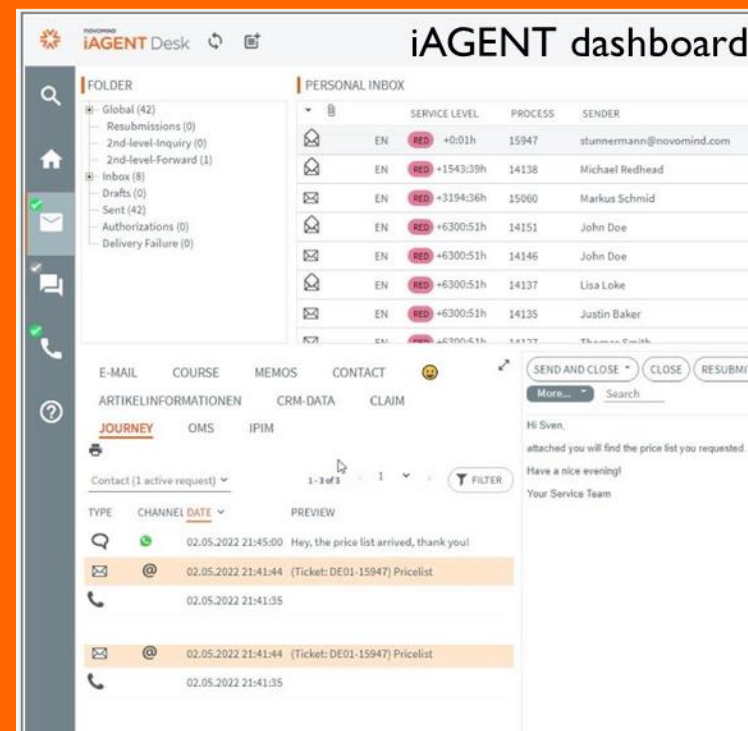 novomind
iAGENT Desk
iAGENT dashboard
FOLDER
Global (42)
Resubmissions (0)
2nd-level-Inquiry (0)
2nd-level-Forward (1)
Inbox (8)
Drafts (0)
Sent (42)
Authorizations (0)
Delivery Failure (0)
PERSONAL INBOX
SERVICE LEVEL PROCESS SENDER
EN RED +0:01h 15947 stunnermann@novomind.com
EN RED +1543:39h 14138 Michael Redhead
EN RED +3194:36h 15060 Markus Schmid
EN RED +6300:51h 14151 John Doe
EN RED +6300:51h 14146 John Doe
EN RED +6300:51h 14137 Lisa Loke
EN RED +6300:51h 14135 Justin Baker
EN RED +6300:51h 14127 Thomas Smith
E-MAIL COURSE MEMOS CONTACT
ARTIKELINFORMATIONEN CRM-DATA CLAIM
JOURNEY OMS IPIM
Contact (1 active request) 1-3 of 3 1 FILTER
TYPE CHANNEL DATE PREVIEW
02.05.2022 21:45:00 Hey, the price list arrived, thank you!
@ 02.05.2022 21:41:44 (Ticket: DE01-15947) Pricelist
02.05.2022 21:41:35
@ 02.05.2022 21:41:44 (Ticket: DE01-15947) Pricelist
02.05.2022 21:41:35
SEND AND CLOSE CLOSE RESUBMI
More... Search
Hi Sven,
attached you will find the price list you requested.
Have a nice evening!
Your Service Team